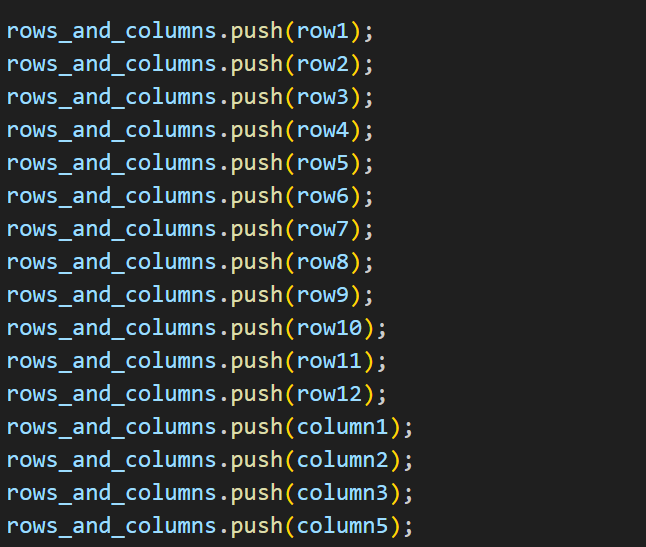 rows_and_columns.push(row1);
rows_and_columns.push(row2);
rows_and_columns.push(row3);
rows_and_columns.push(row4);
rows_and_columns.push(row5);
rows_and_columns.push(row6);
rows_and_columns.push(row7);
rows_and_columns.push(row8);
rows_and_columns.push(row9);
rows_and_columns.push(row10);
rows_and_columns.push(row11);
rows_and_columns.push(row12);
rows_and_columns.push(column1);
rows_and_columns.push(column2);
rows_and_columns.push(column3);
rows_and_columns.push(column5);